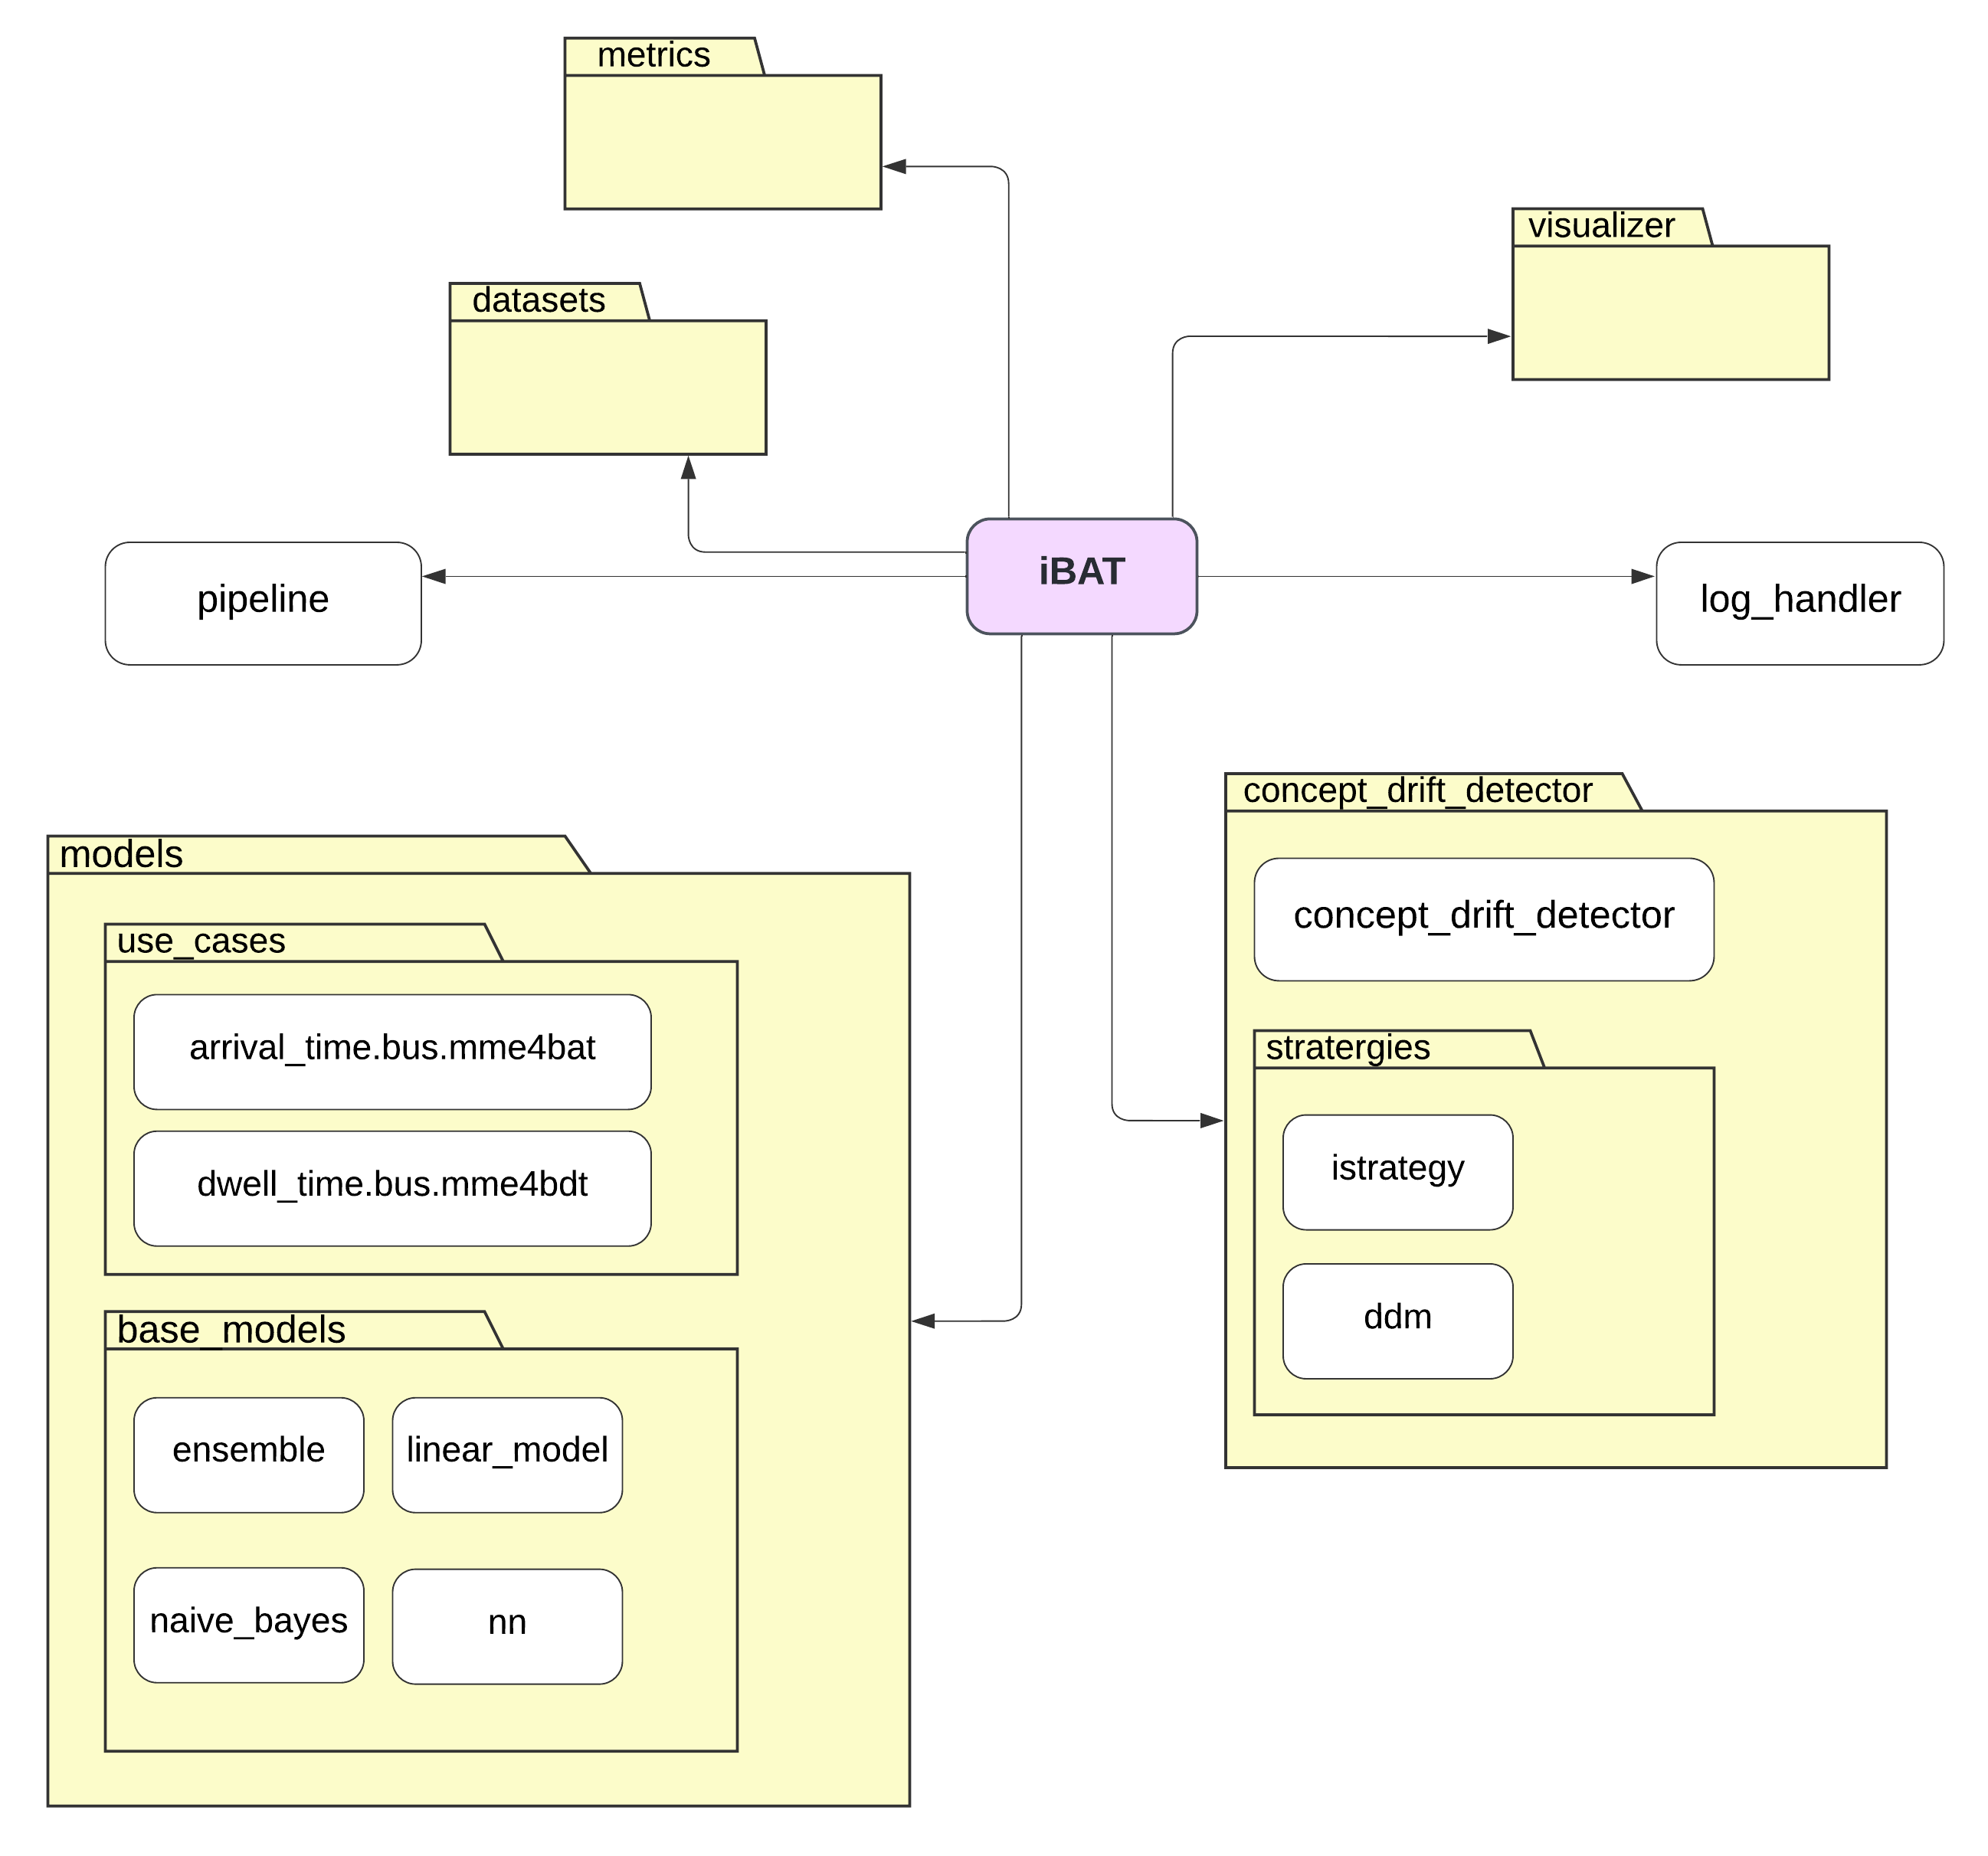 metrics
visualizer
datasets
iBAT
pipeline
log_handler
models
use_cases
arrival_time.bus.mme4bat
dwell_time.bus.mme4bdt
base_models
ensemble
linear_model
naive_bayes
nn
concept_drift_detector
concept_drift_detector
stratergies
istrategy
ddm